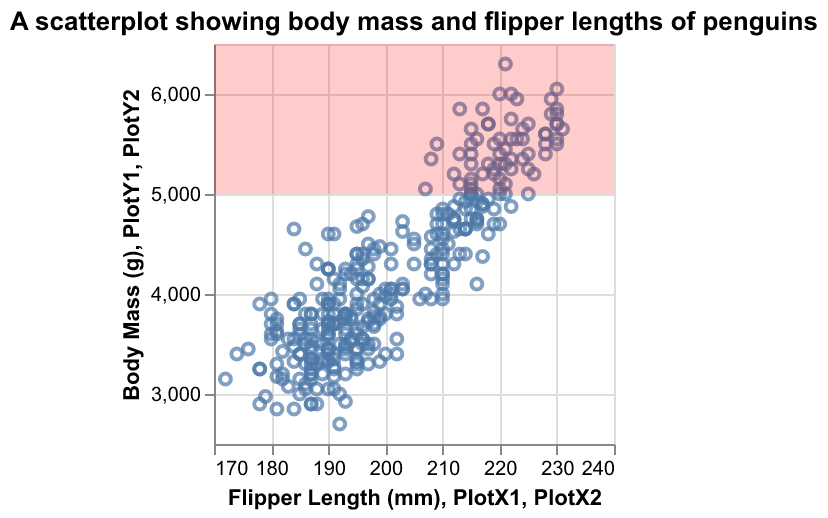 A scatterplot showing body mass and flipper lengths of penguins
Body Mass (g), PlotY1, PlotY2
6,000
5,000
4,000
3,000
170 180 190 200 210 220 230 240
Flipper Length (mm), PlotX1, PlotX2